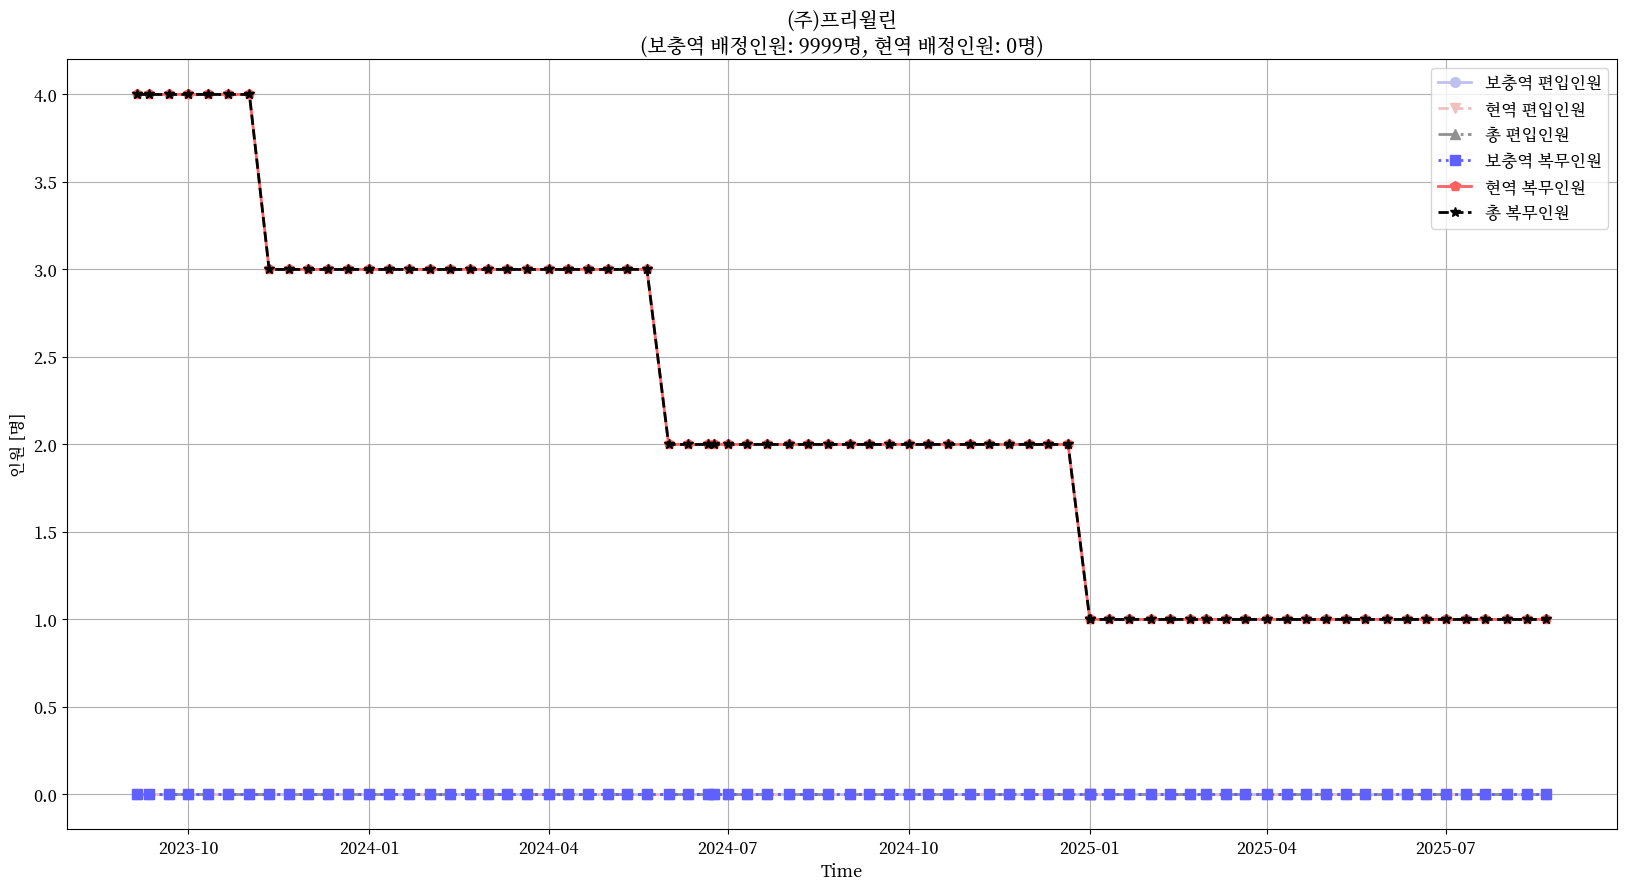 (주)프리윌린
(보충역 배정인원: 9999명, 현역 배정인원: 0명)
보충역 편입인원
현역 편입인원
총 편입인원
보충역 복무인원
현역 복무인원
총 복무인원
인원 [명]
4.0
3.5
3.0
2.5
2.0
1.5
1.0
0.5
0.0
2023-10 2024-01 2024-04 2024-07 2024-10 2025-01 2025-04 2025-07
Time